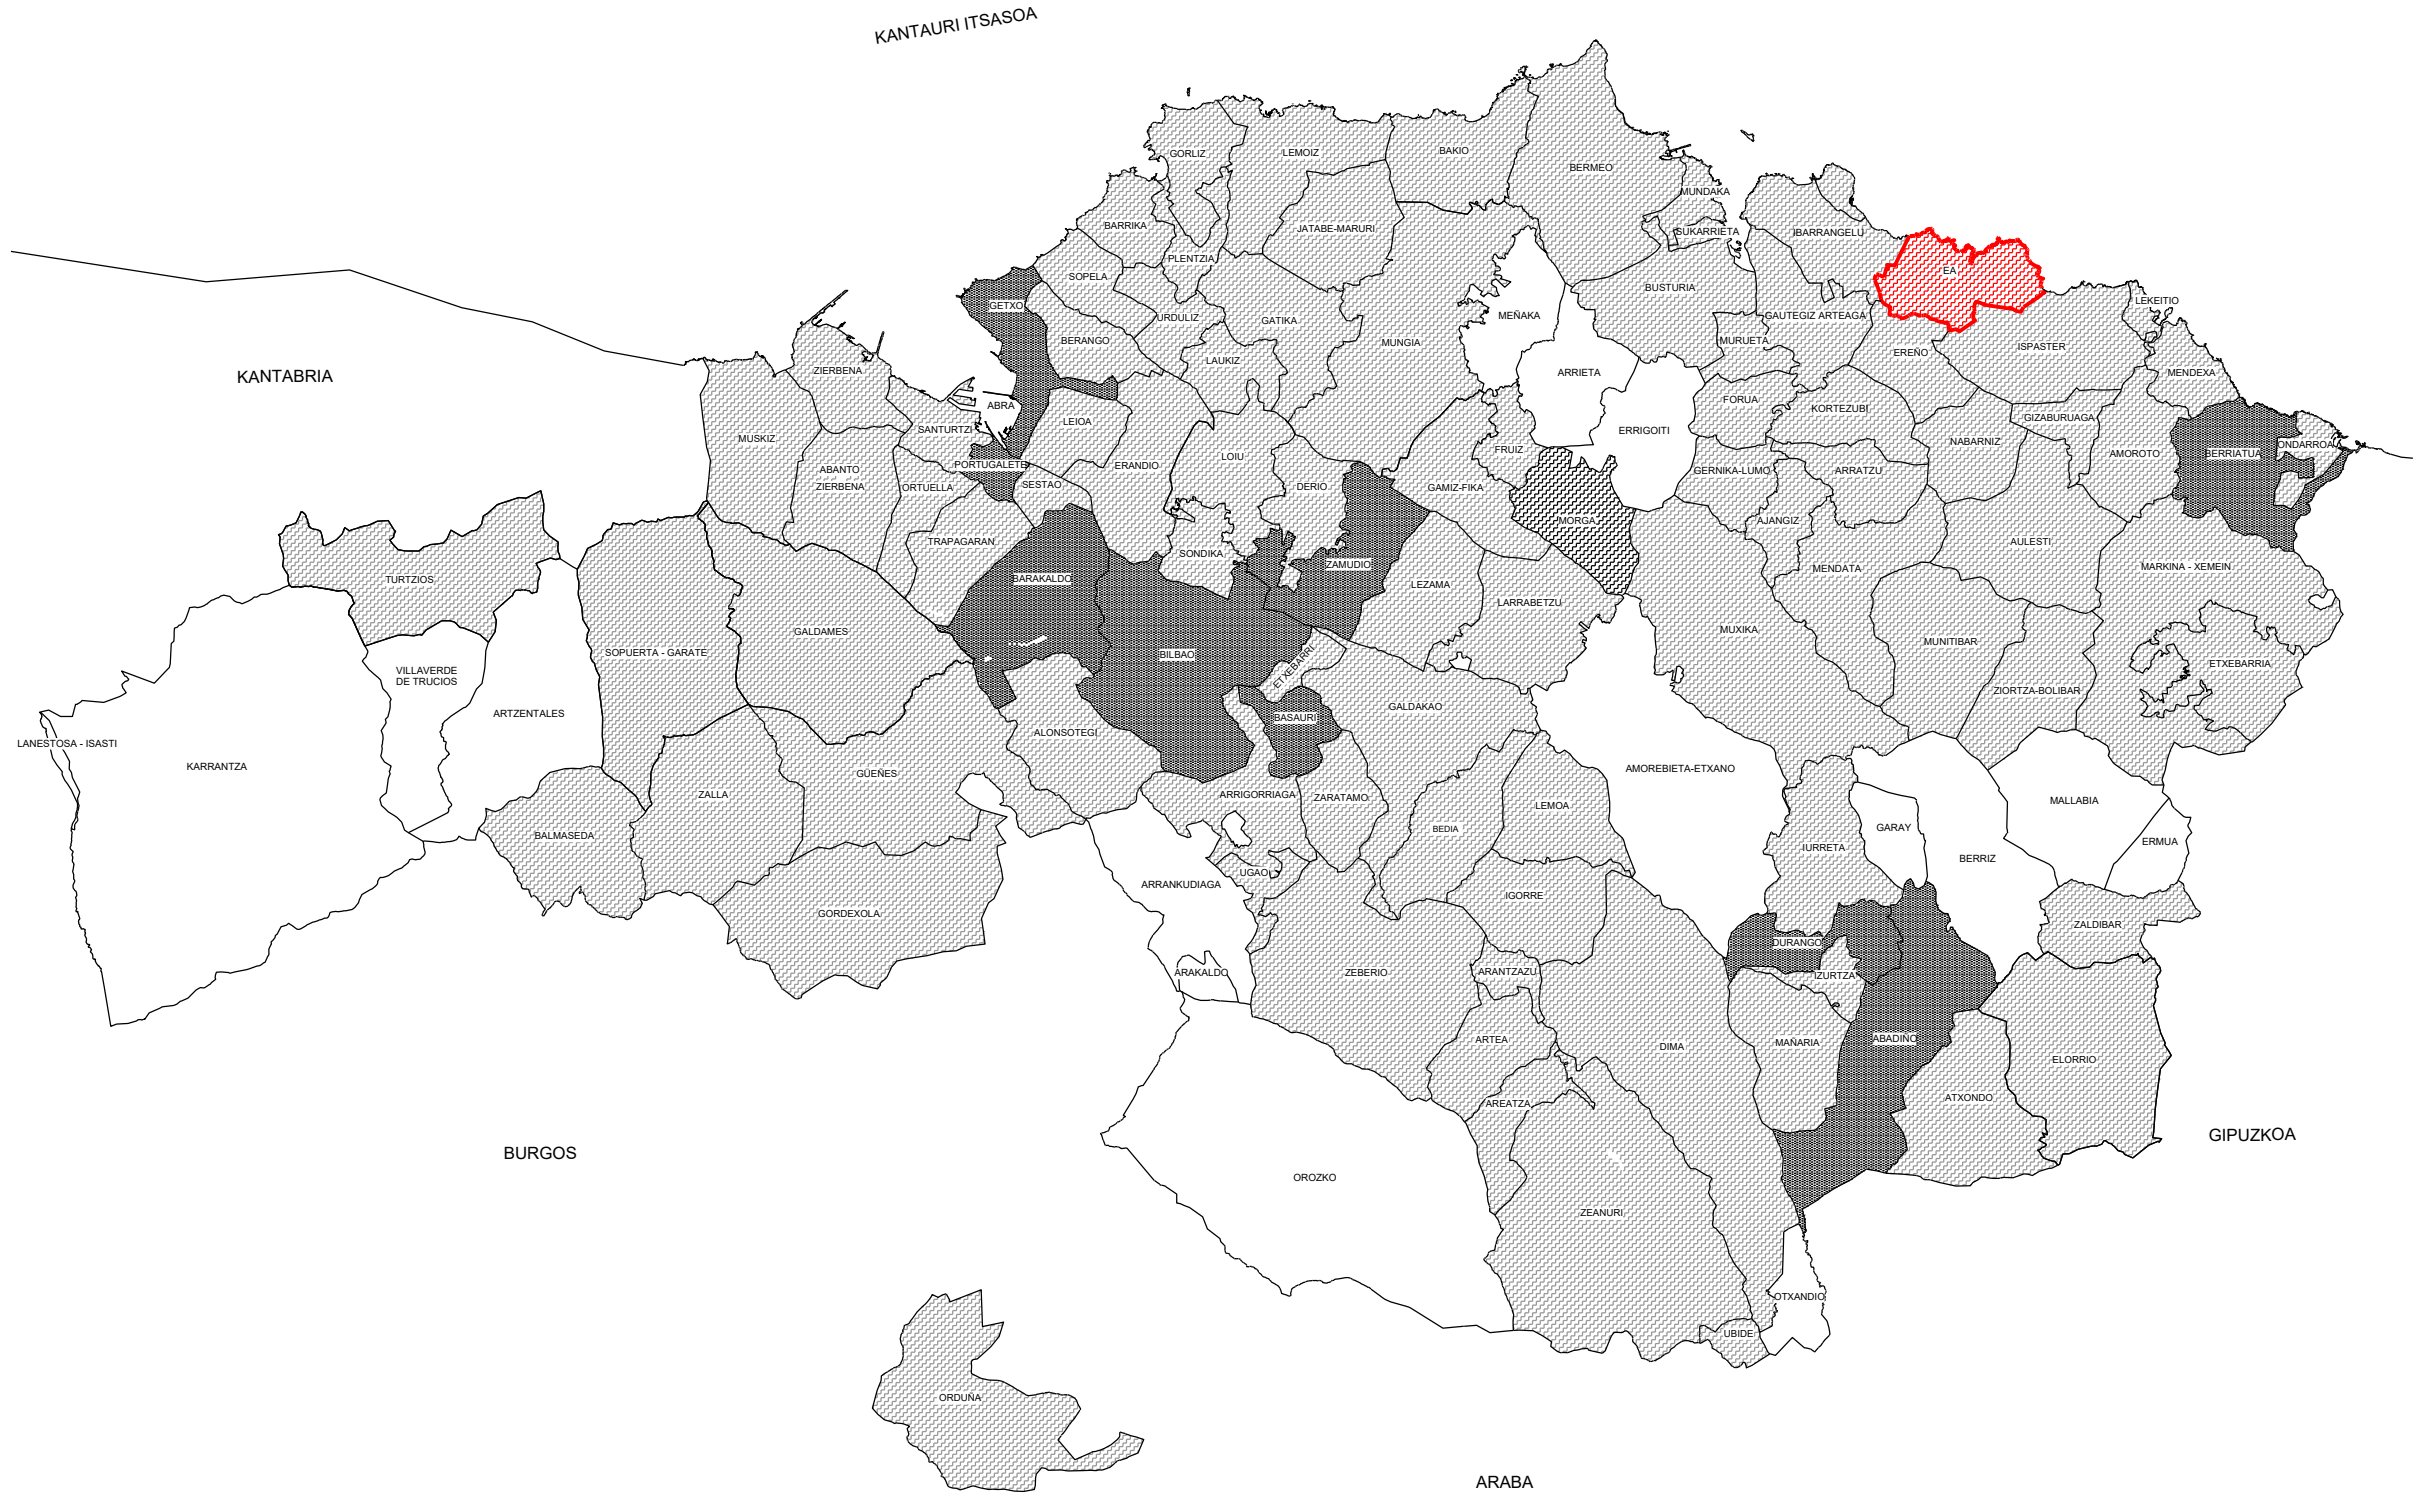 KANTAURI ITSASOA
GORLIZ
LEMOIZ
BAKIO
BERMEO
MUNDAKA
BARRIKA
JATABE-MARURI
SUKARRIETA
IBARRANGELU
PLENTZIA
SOPELA
EA
GETXO
BUSTURIA
LEKEITIO
URDULIZ
GATIKA
MEÑAKA
GAUTEGIZ ARTEAGA
BERANGO
MUNGIA
MURUETA
ISPASTER
EREÑO
LAUKIZ
ZIERBENA
KANTABRIA
ARRIETA
MENDEXA
ABRA
FORUA
KORTEZUBI
LEIOA
GIZABURUAGA
SANTURTZI
ERRIGOITI
MUSKIZ
NABARNIZ
ONDARROA
FRUIZ
AMOROTO
BERRIATUA
LOIU
PORTUGALETE
ERANDIO
ABANTO
ZIERBENA
GERNIKA-LUMO
ARRATZU
SESTAO
ORTUELLA
DERIO
GAMIZ-FIKA
MORGA
AJANGIZ
TRAPAGARAN
AULESTI
SONDIKA
ZAMUDIO
MENDATA
MARKINA - XEMEIN
TURTZIOS
BARAKALDO
LEZAMA
LARRABETZU
GALDAMES
MUXIKA
MUNITIBAR
SOPUERTA - GARATE
BILBAO
ETXEBARRI
ETXEBARRIA
VILLAVERDE
DE TRUCIOS
ZIORTZA-BOLIBAR
GALDAKAO
ARTZENTALES
BASAURI
ALONSOTEGI
LANESTOSA - ISASTI
KARRANTZA
AMOREBIETA-ETXANO
GÜEÑES
ZALLA
ARRIGORRIAGA
ZARATAMO
MALLABIA
LEMOA
BALMASEDA
BEDIA
GARAY
ERMUA
IURRETA
BERRIZ
UGAO
ARRANKUDIAGA
IGORRE
GORDEXOLA
ZALDIBAR
DURANGO
ARAKALDO
ZEBERIO
ARANTZAZU
IZURTZA
ARTEA
DIMA
MAÑARIA
ABADIÑO
ELORRIO
AREATZA
ATXONDO
GIPUZKOA
BURGOS
OROZKO
ZEANURI
OTXANDIO
UBIDE
ORDUÑA
ARABA